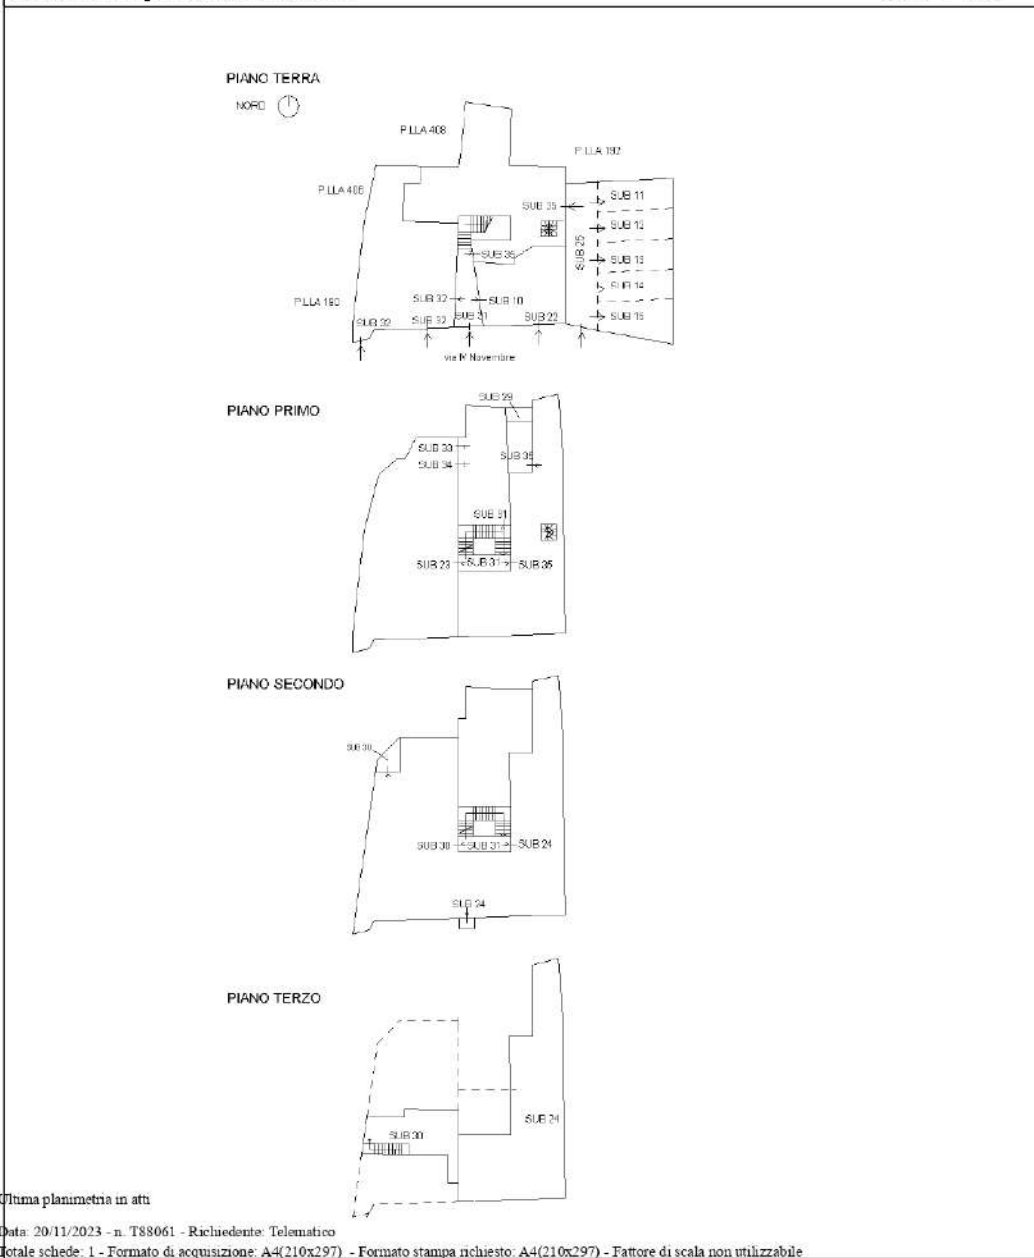 PIANO TERRA
NORD
P.LLA 408
P.LLA 192
P.LLA 406
SUB 11
SUB 35
SUB 12
SUB 25
SUB 35
SUB 13
SUB 14
P.LLA 190
SUB 32
SUB 10
SUB 32
SUB 32
SUB 31
SUB 22
SUB 15
via IV Novembre
SUB 29
PIANO PRIMO
SUB 33
SUB 35
SUB 34
SUB 31
SUB 23
SUB 31
SUB 35
PIANO SECONDO
SUB 30
SUB 30
SUB 31
SUB 24
SUB 24
PIANO TERZO
SUB 24
SUB 30
Ultima planimetria in atti
Data: 20/11/2023 - n. T88061 - Richiedente: Telematico
Totale schede: 1 - Formato di acquisizione: A4(210x297) - Formato stampa richiesto: A4(210x297) - Fattore di scala non utilizzabile